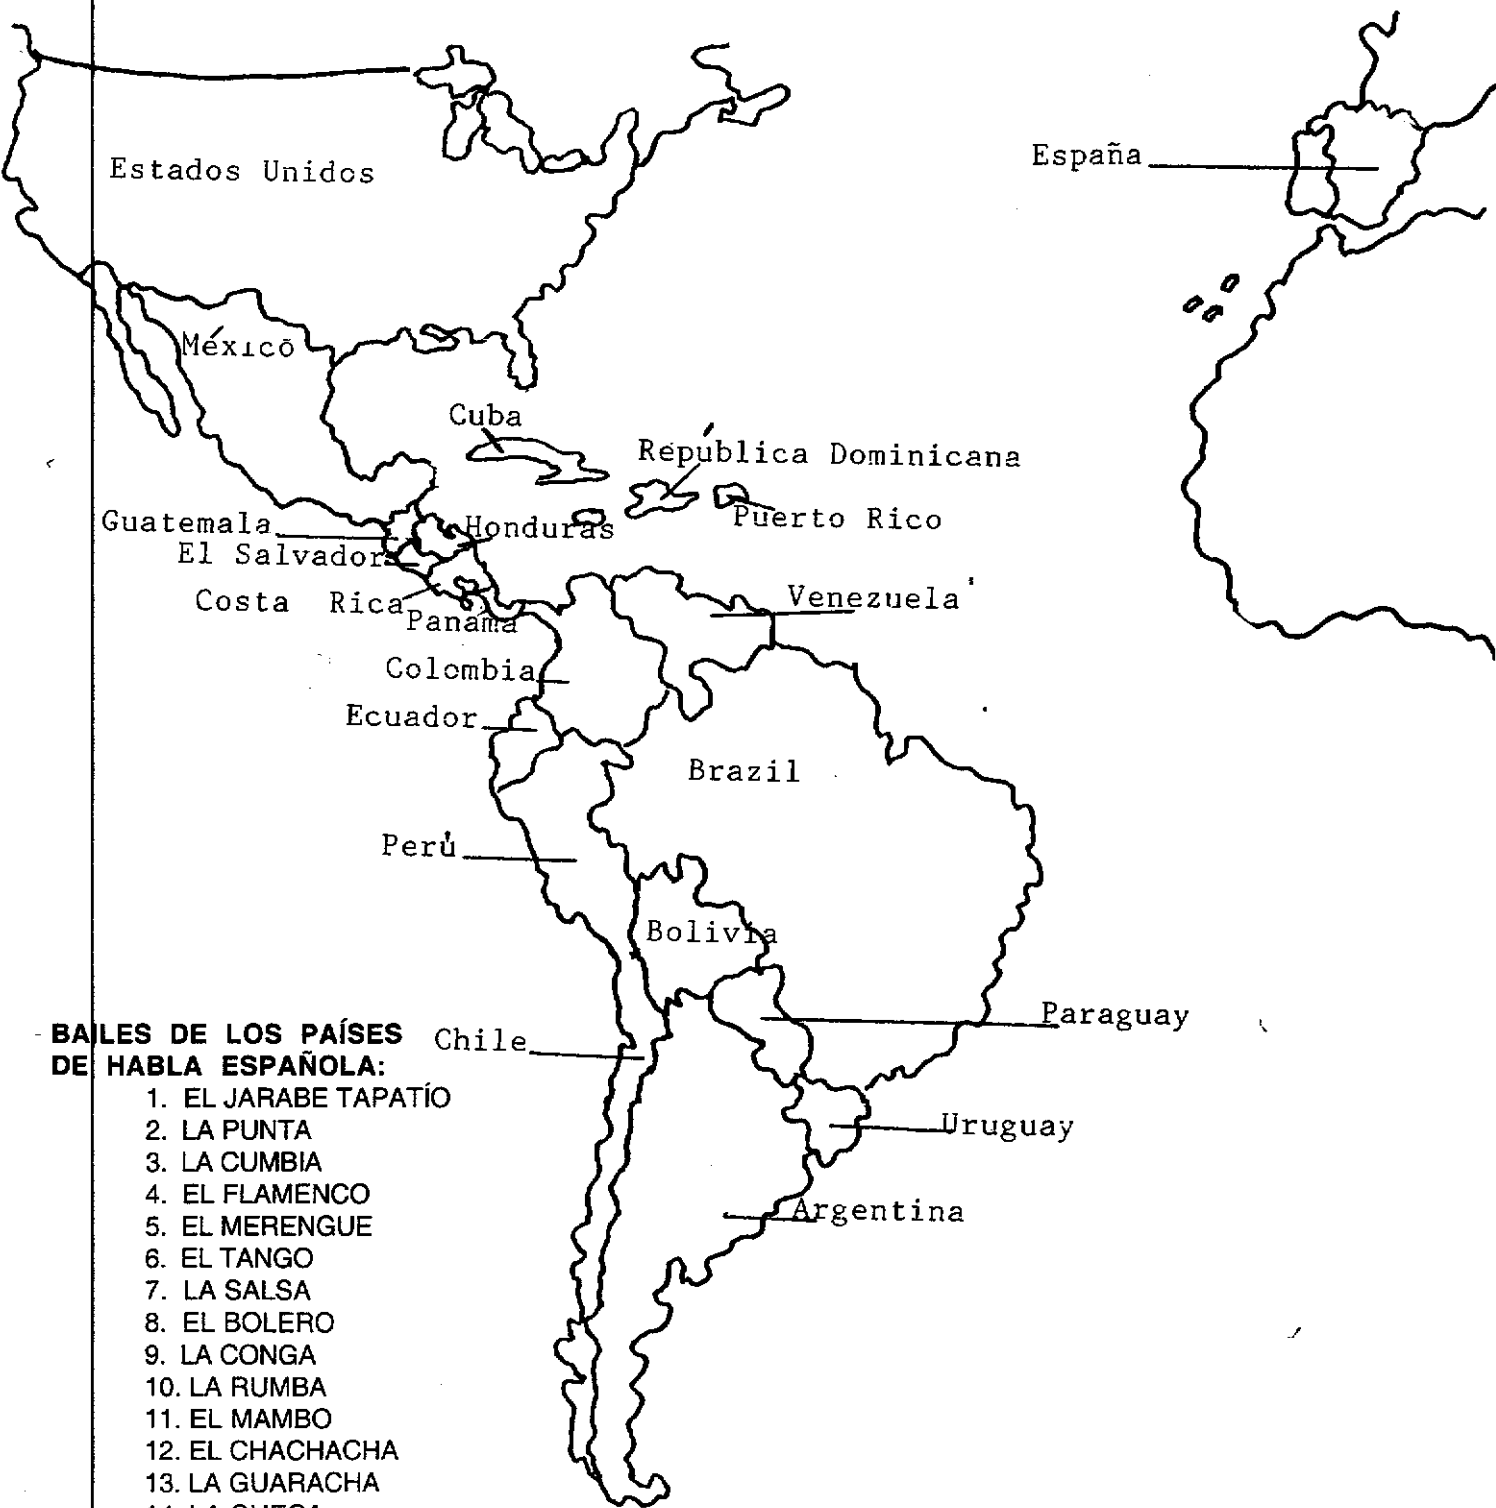 Estados Unidos
España
México
Cuba
República Dominicana
Puerto Rico
Guatemala
Honduras
El Salvador
Costa Rica
Panamá
Venezuela
Colombia
Ecuador
Brazil
Perú
Bolivia
Paraguay
Chile
Uruguay
Argentina
BAILES DE LOS PAÍSES
DE HABLA ESPAÑOLA:
1. EL JARABE TAPATÍO
2. LA PUNTA
3. LA CUMBIA
4. EL FLAMENCO
5. EL MERENGUE
6. EL TANGO
7. LA SALSA
8. EL BOLERO
9. LA CONGA
10. LA RUMBA
11. EL MAMBO
12. EL CHACHACHA
13. LA GUARACHA